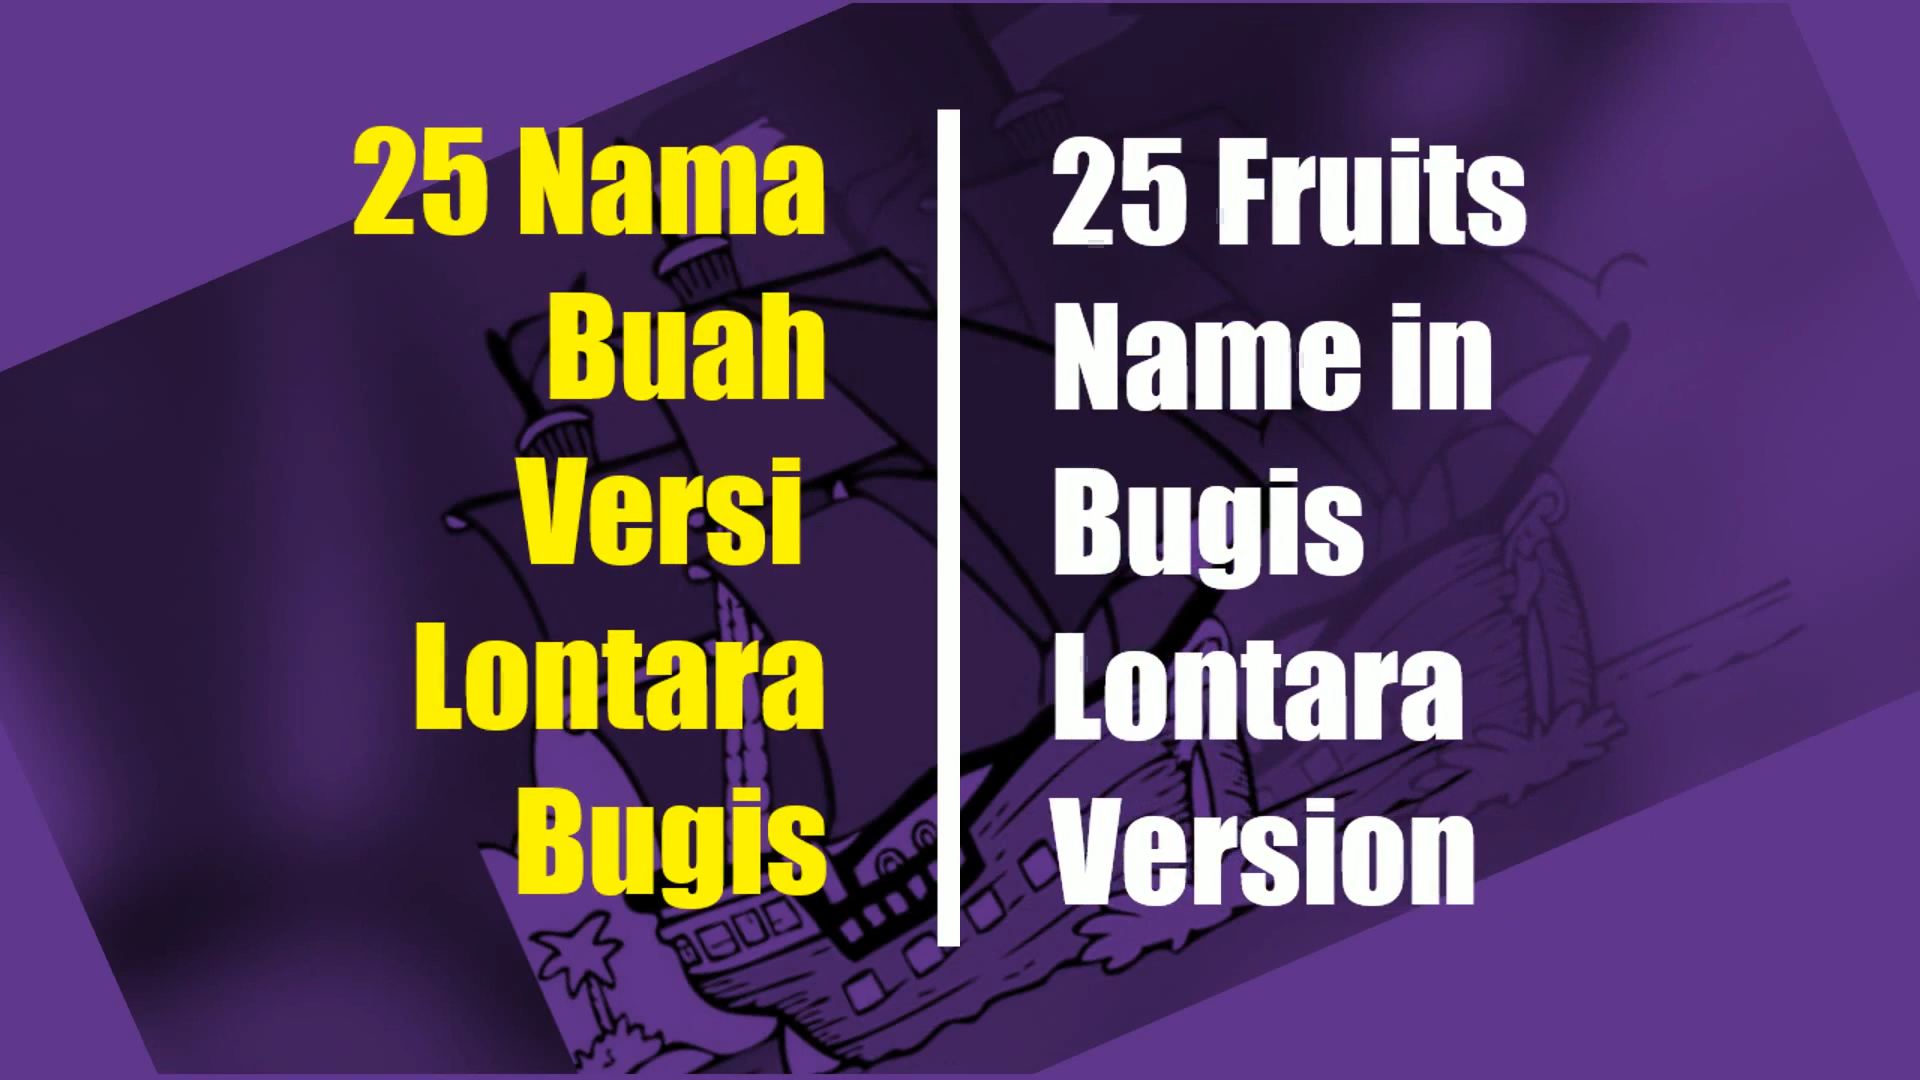 25 Nama
Buah
Versi
Lontara
Bugis
25 Fruits
Name in
Bugis
Lontara
Version